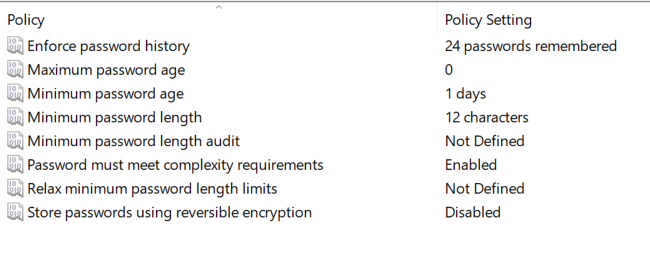 Policy Policy Setting
Enforce password history 24 passwords remembered
Maximum password age 0
Minimum password age 1 days
Minimum password length 12 characters
Minimum password length audit Not Defined
Password must meet complexity requirements Enabled
Relax minimum password length limits Not Defined
Store passwords using reversible encryption Disabled